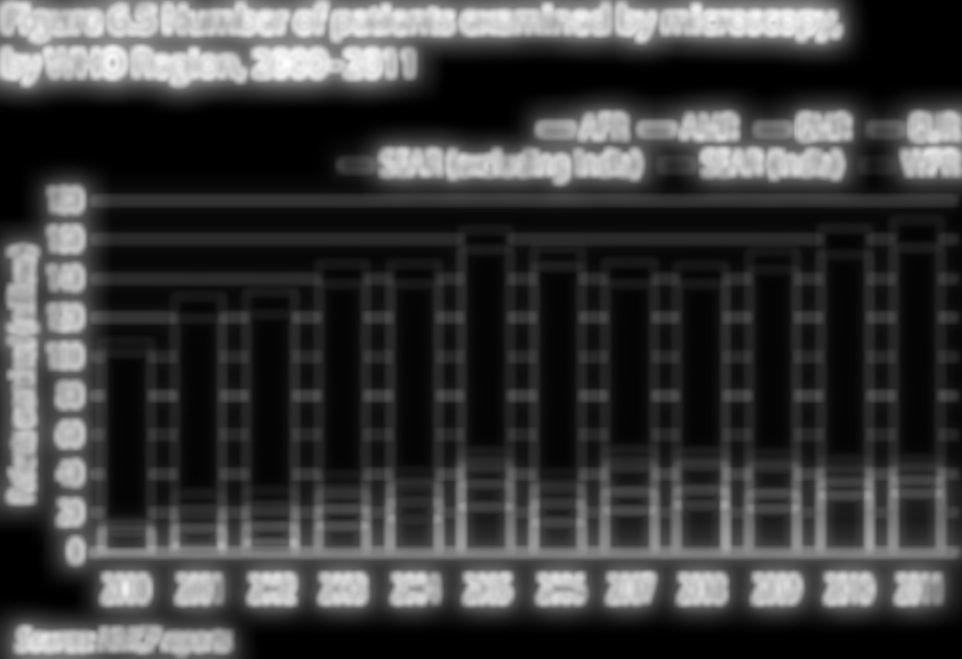 Figure 6.5 Number of patients examined by microscopy,
by WHO Region, 2000–2011
AFR AMR EMR EUR
SEAR (excluding India) SEAR (India) WPR
180
160
140
120
100
80
60
40
20
0
2000 2001 2002 2003 2004 2005 2006 2007 2008 2009 2010 2011
Source: NMCP reports